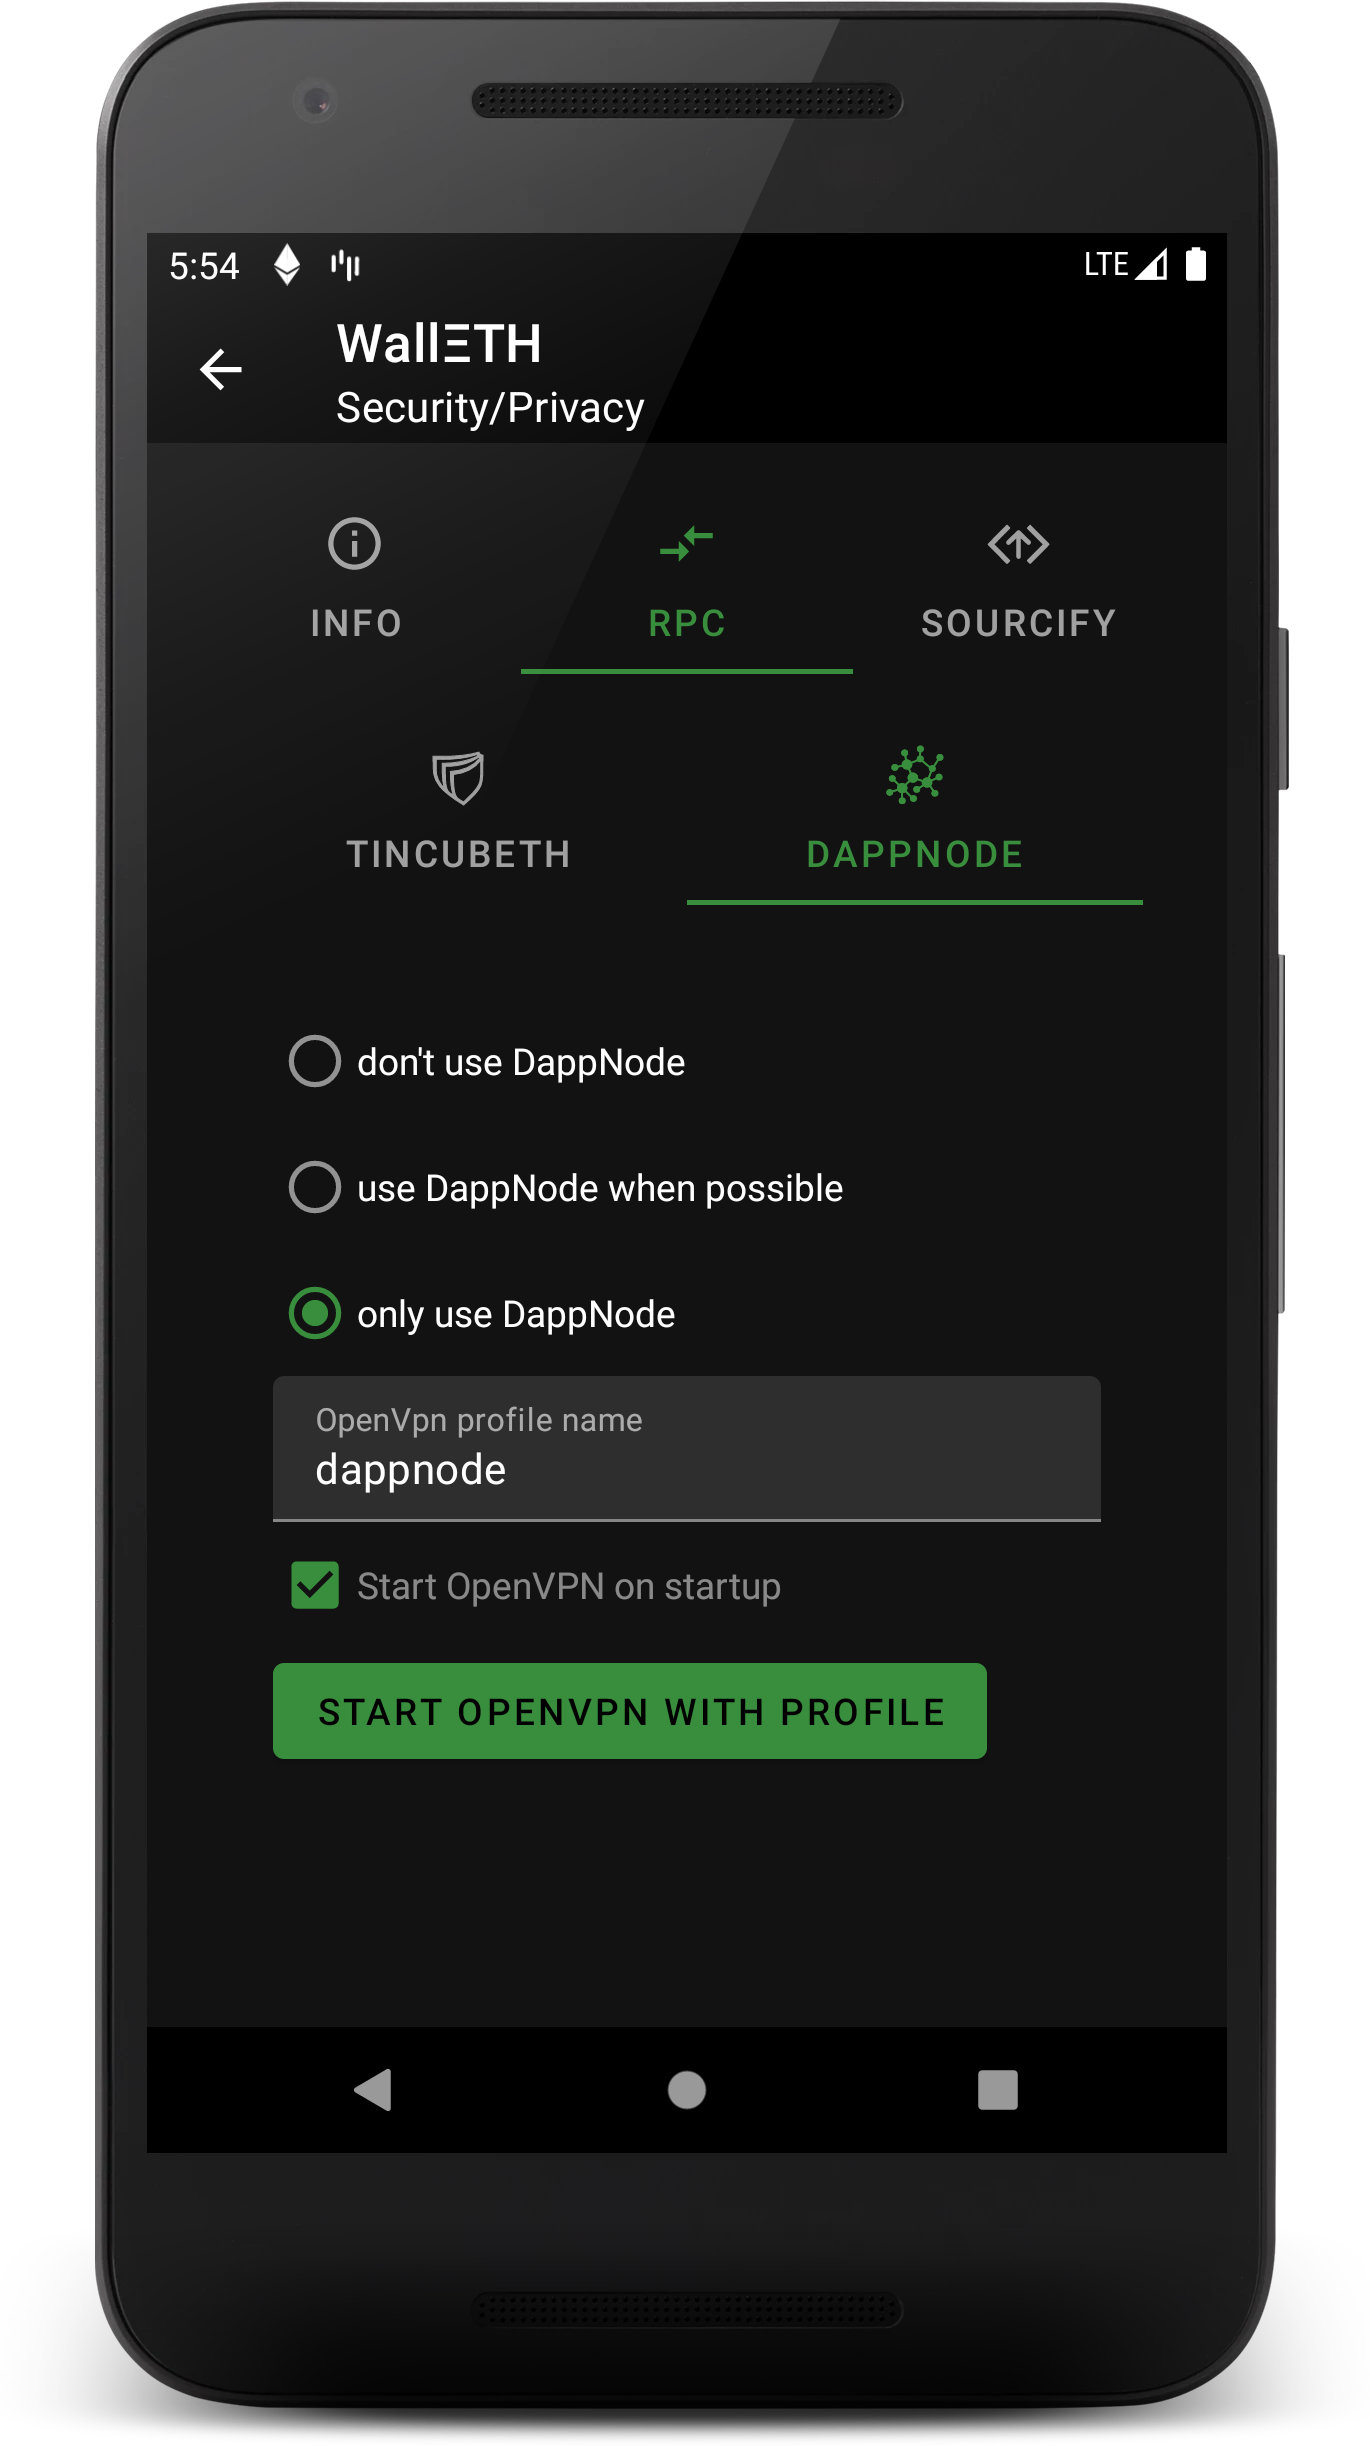 5:54
LTE
WallΞTH
Security/Privacy
INFO
RPC
SOURCIFY
TINCUBETH
DAPPNODE
don't use DappNode
use DappNode when possible
only use DappNode
OpenVpn profile name
dappnode
Start OpenVPN on startup
START OPENVPN WITH PROFILE